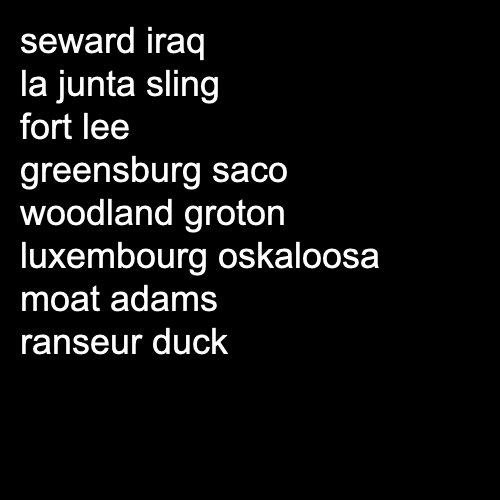 seward iraq
la junta sling
fort lee
greensburg saco
woodland groton
luxembourg oskaloosa
moat adams
ranseur duck